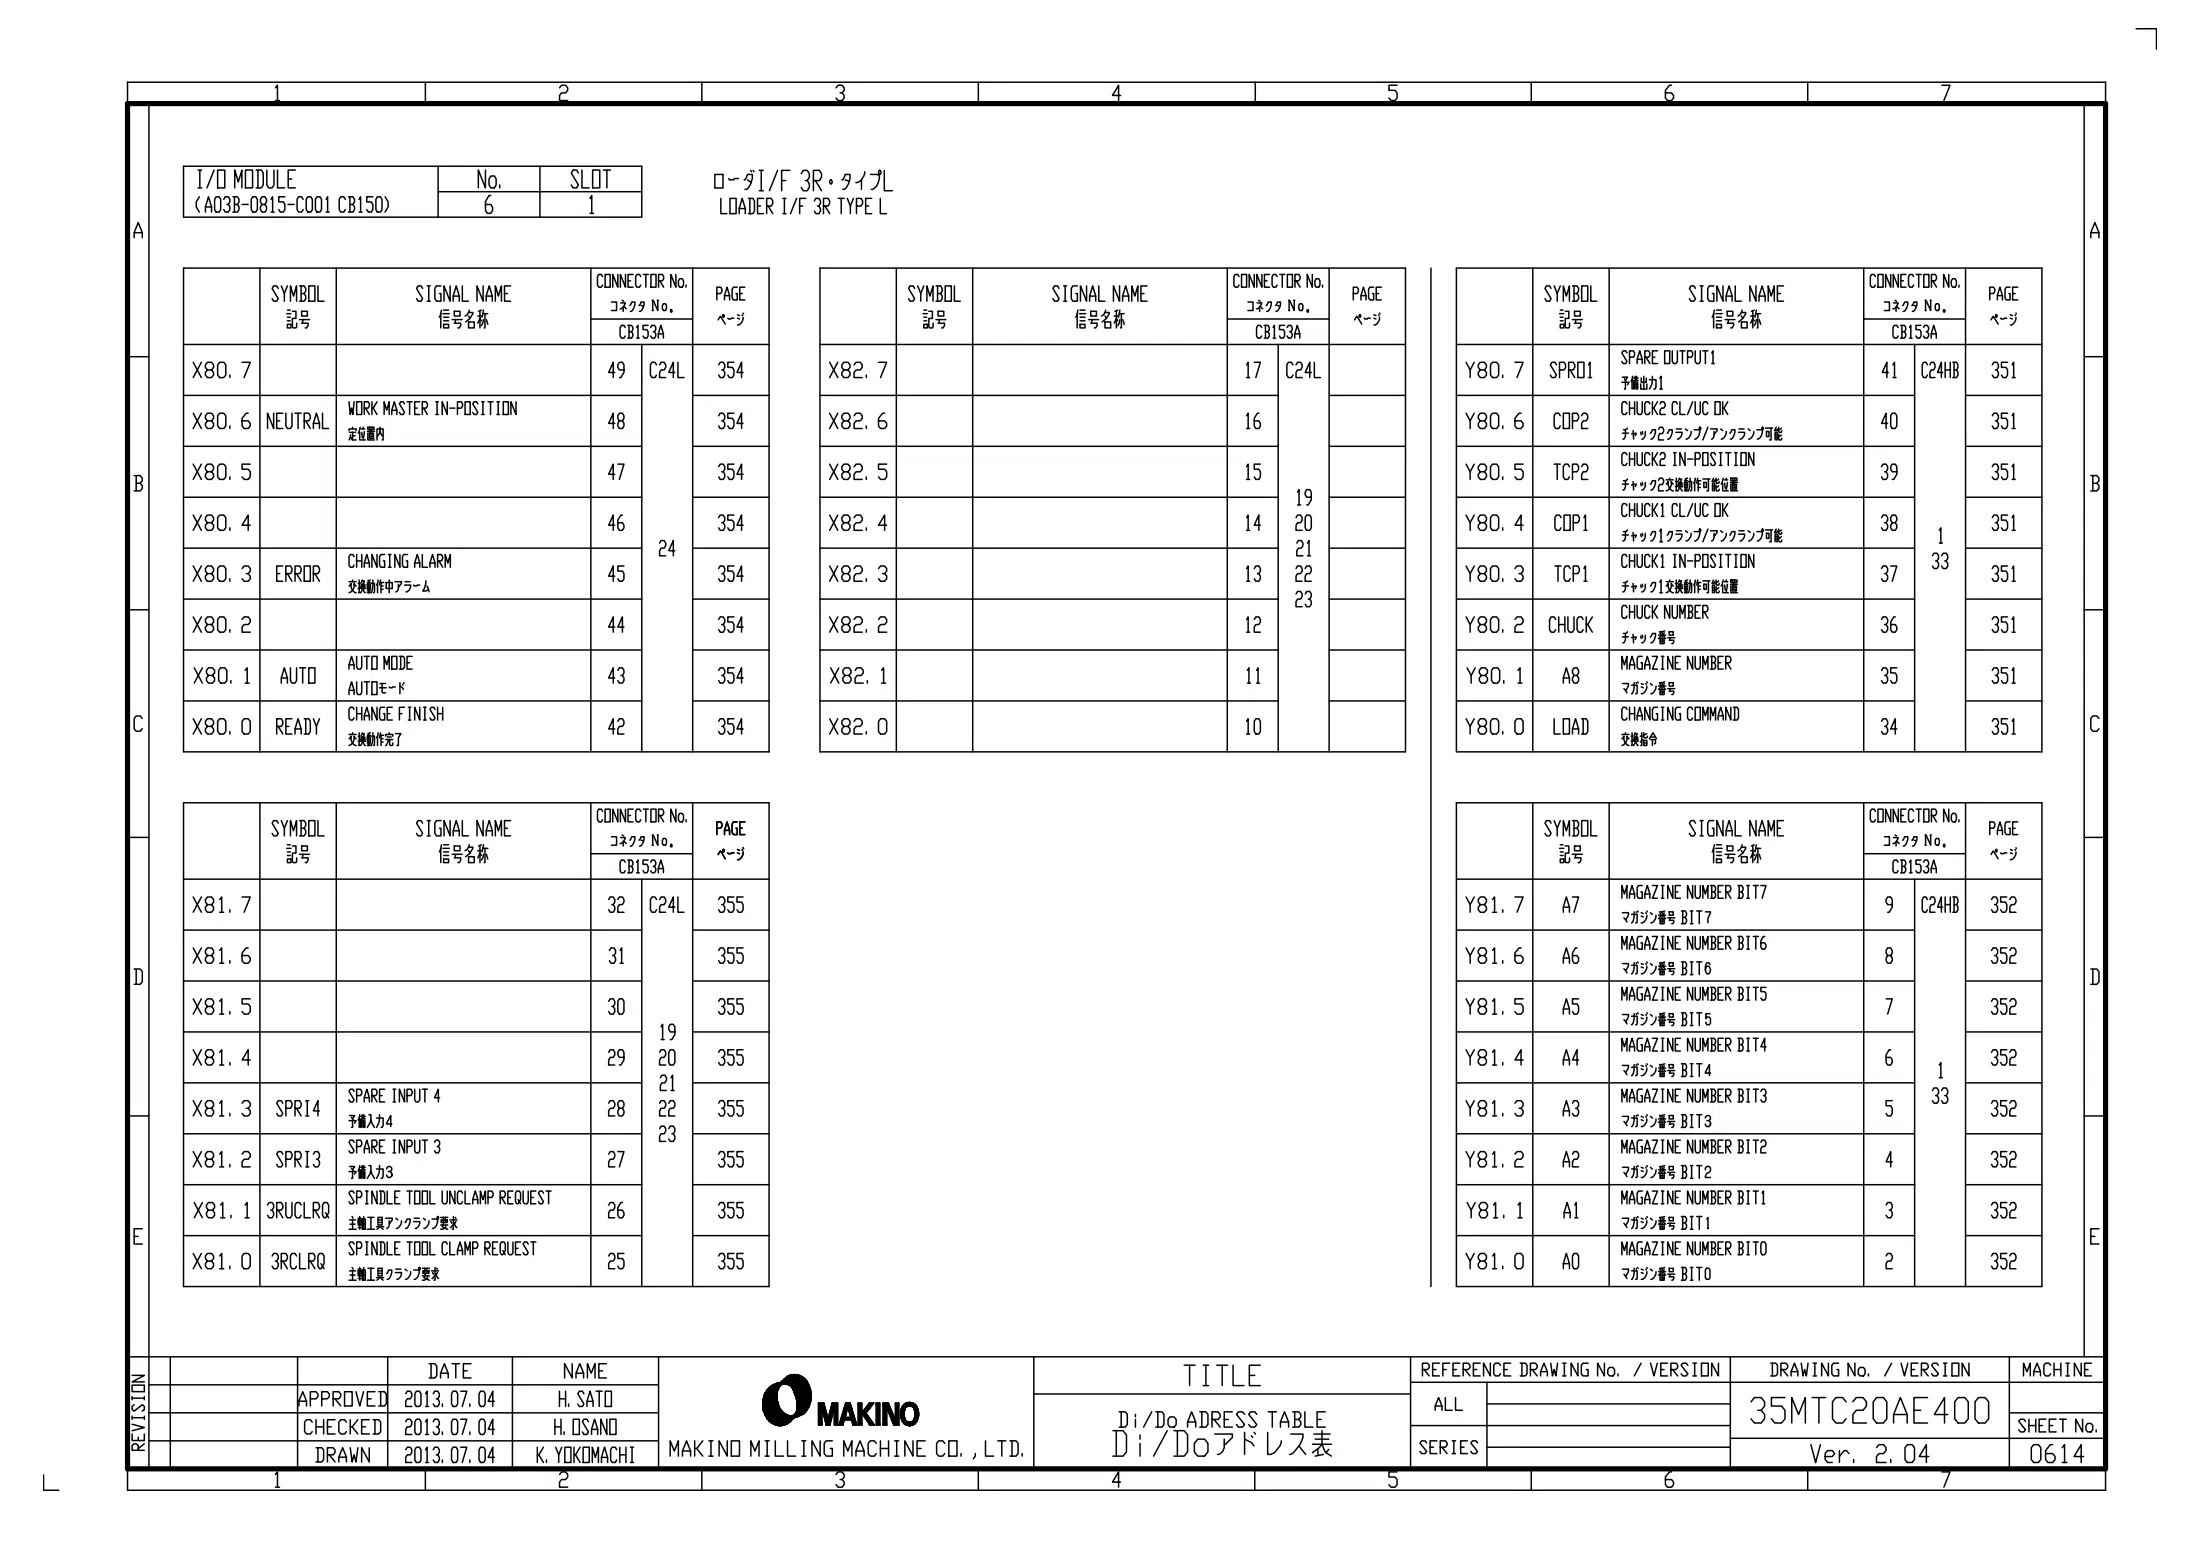 1 2 3 4 5 6 7
I/O MODULE No. SLOT
(A03B-0815-C001 CB150) 6 1
ローダI/F 3R・タイプL
LOADER I/F 3R TYPE L
A A
B B
C C
D D
E E
SYMBOL SIGNAL NAME CONNECTOR No. PAGE
記号 信号名称 コネクタ No. ページ
CB153A
X80.7 49 C24L 354
X80.6 NEUTRAL WORK MASTER IN-POSITION 48 354
定位置内
X80.5 47 354
X80.4 46 354
24
X80.3 ERROR CHANGING ALARM 45 354
交換動作中アラーム
X80.2 44 354
X80.1 AUTO AUTO MODE 43 354
AUTOモード
X80.0 READY CHANGE FINISH 42 354
交換動作完了
SYMBOL SIGNAL NAME CONNECTOR No. PAGE
記号 信号名称 コネクタ No. ページ
CB153A
X82.7 17 C24L
X82.6 16
X82.5 15
19
X82.4 14 20
21
X82.3 13 22
23
X82.2 12
X82.1 11
X82.0 10
SYMBOL SIGNAL NAME CONNECTOR No. PAGE
記号 信号名称 コネクタ No. ページ
CB153A
Y80.7 SPRO1 SPARE OUTPUT1 41 C24HB 351
予備出力1
Y80.6 COP2 CHUCK2 CL/UC OK 40 351
チャック2クランプ/アンクランプ可能
Y80.5 TCP2 CHUCK2 IN-POSITION 39 351
チャック2交換動作可能位置
Y80.4 COP1 CHUCK1 CL/UC OK 38 351
チャック1クランプ/アンクランプ可能
1
33
Y80.3 TCP1 CHUCK1 IN-POSITION 37 351
チャック1交換動作可能位置
Y80.2 CHUCK CHUCK NUMBER 36 351
チャック番号
Y80.1 A8 MAGAZINE NUMBER 35 351
マガジン番号
Y80.0 LOAD CHANGING COMMAND 34 351
交換指令
SYMBOL SIGNAL NAME CONNECTOR No. PAGE
記号 信号名称 コネクタ No. ページ
CB153A
X81.7 32 C24L 355
X81.6 31 355
X81.5 30 355
19
X81.4 29 20 355
21
X81.3 SPRI4 SPARE INPUT 4 28 22 355
予備入力4
23
X81.2 SPRI3 SPARE INPUT 3 27 355
予備入力3
X81.1 3RUCLRQ SPINDLE TOOL UNCLAMP REQUEST 26 355
主軸工具アンクランプ要求
X81.0 3RCLRQ SPINDLE TOOL CLAMP REQUEST 25 355
主軸工具クランプ要求
SYMBOL SIGNAL NAME CONNECTOR No. PAGE
記号 信号名称 コネクタ No. ページ
CB153A
Y81.7 A7 MAGAZINE NUMBER BIT7 9 C24HB 352
マガジン番号 BIT7
Y81.6 A6 MAGAZINE NUMBER BIT6 8 352
マガジン番号 BIT6
Y81.5 A5 MAGAZINE NUMBER BIT5 7 352
マガジン番号 BIT5
Y81.4 A4 MAGAZINE NUMBER BIT4 6 352
マガジン番号 BIT4
1
33
Y81.3 A3 MAGAZINE NUMBER BIT3 5 352
マガジン番号 BIT3
Y81.2 A2 MAGAZINE NUMBER BIT2 4 352
マガジン番号 BIT2
Y81.1 A1 MAGAZINE NUMBER BIT1 3 352
マガジン番号 BIT1
Y81.0 A0 MAGAZINE NUMBER BIT0 2 352
マガジン番号 BIT0
REVISION
DATE NAME
APPROVED 2013.07.04 H.SATO
CHECKED 2013.07.04 H.OSANO
DRAWN 2013.07.04 K.YOKOMACHI
MAKINO
MAKINO MILLING MACHINE CO.,LTD.
TITLE
Di/Do ADRESS TABLE
Di/Doアドレス表
REFERENCE DRAWING No. / VERSION
ALL
SERIES
DRAWING No. / VERSION
35MTC20AE400
Ver. 2.04
MACHINE
SHEET No.
0614
1 2 3 4 5 6 7